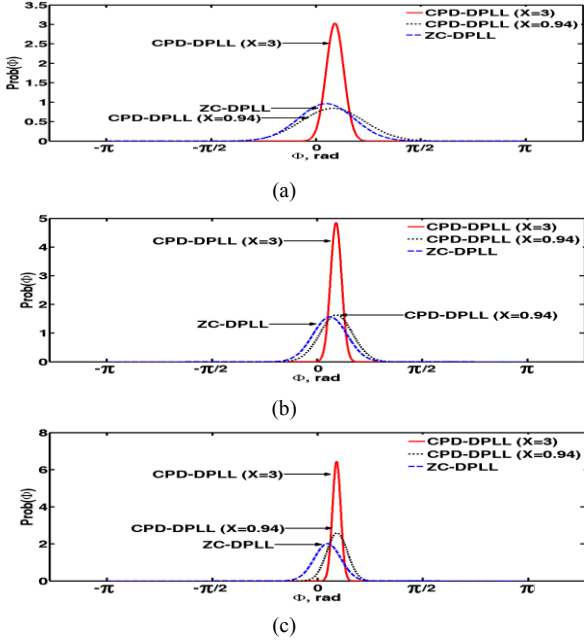 3.5
3
2.5
2
1.5
1
0.5
0
Prob(Φ)
CPD-DPLL (X=3)
CPD-DPLL (X=0.94)
ZC-DPLL
CPD-DPLL (X=3)
ZC-DPLL
CPD-DPLL (X=0.94)
-π -π/2 0 π/2 π
Φ, rad
(a)
5
4
3
2
1
0
Prob(Φ)
CPD-DPLL (X=3)
CPD-DPLL (X=0.94)
ZC-DPLL
CPD-DPLL (X=3)
CPD-DPLL (X=0.94)
ZC-DPLL
-π -π/2 0 π/2 π
Φ, rad
(b)
8
6
4
2
0
Prob(Φ)
CPD-DPLL (X=3)
CPD-DPLL (X=0.94)
ZC-DPLL
CPD-DPLL (X=3)
CPD-DPLL (X=0.94)
ZC-DPLL
-π -π/2 0 π/2 π
Φ, rad
(c)